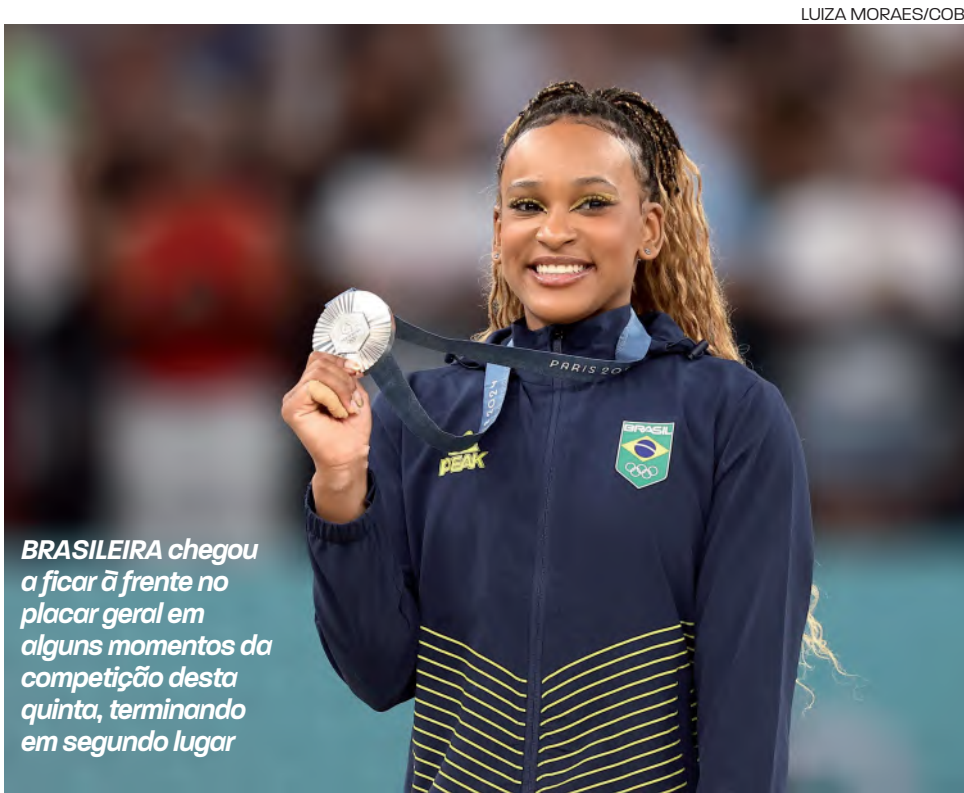 LUIZA MORAES/COB
PARIS 20
2024
PEAK
BRASIL
BRASILEIRA chegou
a ficar à frente no
placar geral em
alguns momentos da
competição desta
quinta, terminando
em segundo lugar